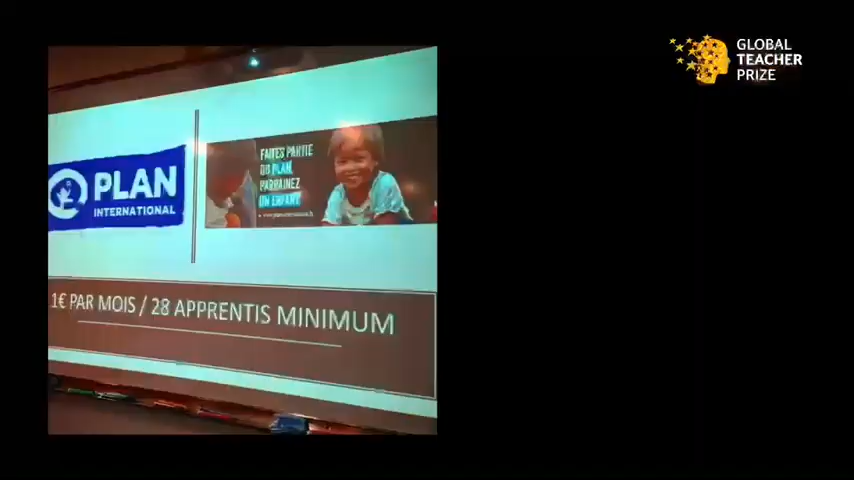 GLOBAL
TEACHER
PRIZE
PLAN
INTERNATIONAL
FAITES PARTIE
DU PLAN
PARRAINEZ
UN ENFANT
1€ PAR MOIS / 28 APPRENTIS MINIMUM